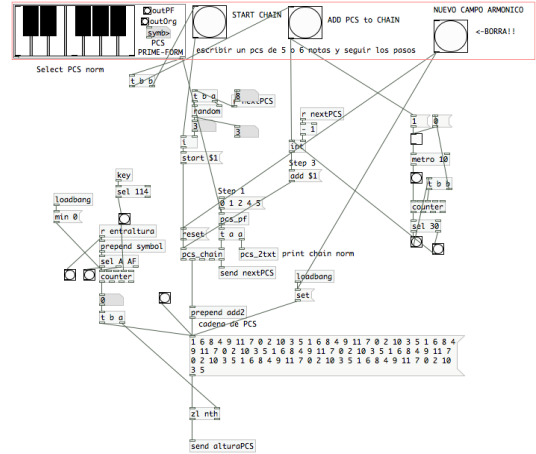 outPF
outOrg
symb>
PCS
PRIME-FORM
START CHAIN
ADD PCS to CHAIN
NUEVO CAMPO ARMONICO
<-BORRA!!
escribir un pcs de 5 o 6 notas y seguir los pasos
Select PCS norm
t b b
t b a
8
nextPCS
random
3
3
i
start $1
r nextPCS
- 1
int
Step 3
add $1
1
0
metro 10
t b b
counter
sel 30
key
sel 114
loadbang
min 0
r entraltura
prepend symbol
sel A AF
counter
0
t b a
Step 1
0 1 2 4 5
pcs_pf
reset
t a a
pcs_chain
pcs_2txt
print chain norm
send nextPCS
loadbang
set
prepend add2
cadena de PCS
1 6 8 4 9 11 7 0 2 10 3 5 1 6 8 4 9 11 7 0 2 10 3 5 1 6 8 4
9 11 7 0 2 10 3 5 1 6 8 4 9 11 7 0 2 10 3 5 1 6 8 4 9 11 7
0 2 10 3 5 1 6 8 4 9 11 7 0 2 10 3 5 1 6 8 4 9 11 7 0 2 10
3 5
zl nth
send alturaPCS